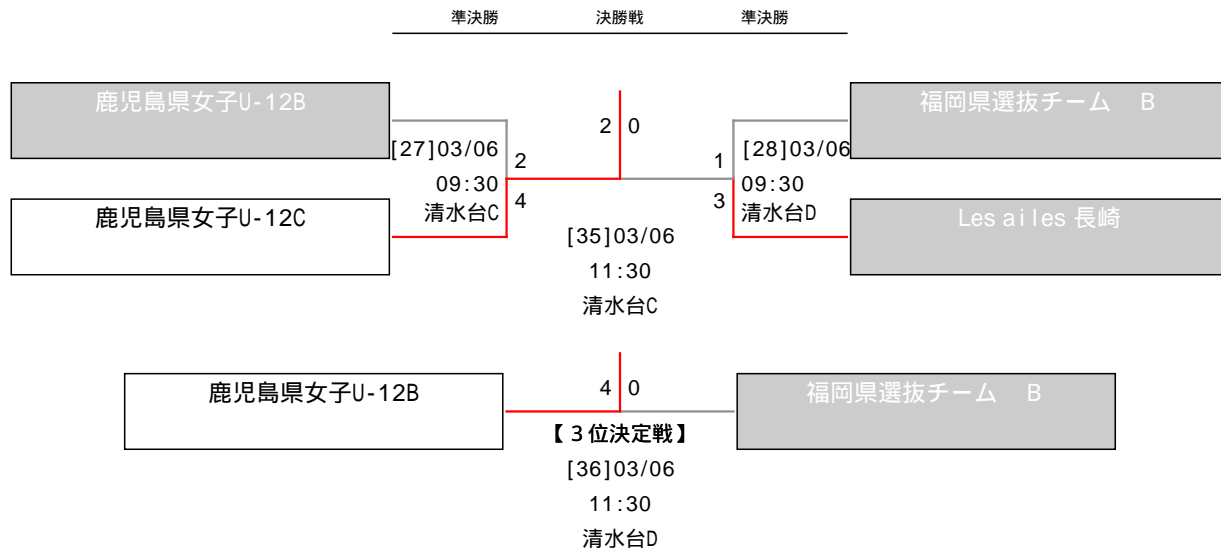 準決勝 決勝戦 準決勝
鹿児島県女子U-12B
福岡県選抜チーム B
2 0
[27]03/06
09:30
清水台C
2
4
1
3
[28]03/06
09:30
清水台D
鹿児島県女子U-12C
Les ailes 長崎
[35]03/06
11:30
清水台C
鹿児島県女子U-12B
4 0
福岡県選抜チーム B
【３位決定戦】
[36]03/06
11:30
清水台D